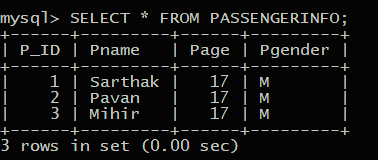 mysql> SELECT * FROM PASSENGERINFO;
+------+---------+------+---------+
| P_ID | Pname | Page | Pgender |
+------+---------+------+---------+
| 1 | Sarthak | 17 | M |
| 2 | Pavan | 17 | M |
| 3 | Mihir | 17 | M |
+------+---------+------+---------+
3 rows in set (0.00 sec)